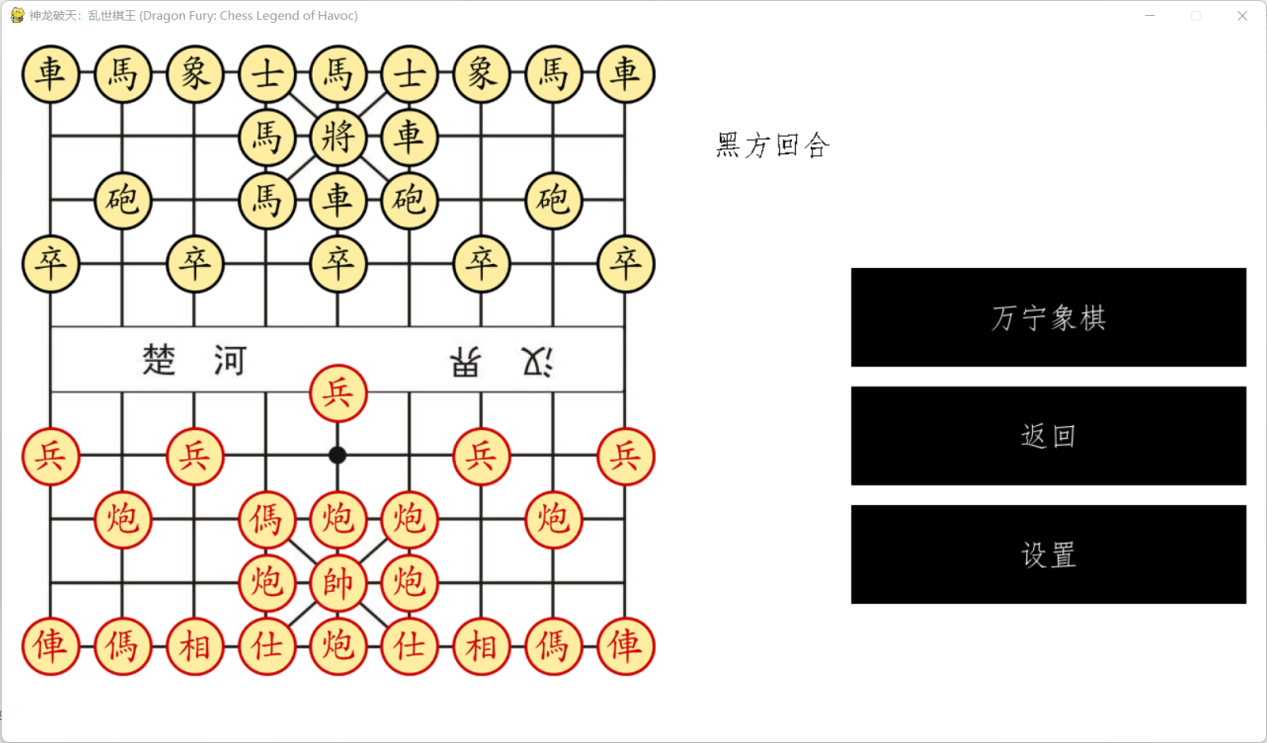 神龙破天：乱世棋王 (Dragon Fury: Chess Legend of Havoc)
車馬象士馬士象馬車
馬將車
黑方回合
砲馬車砲砲
卒卒卒卒卒
万宁象棋
楚河 汉界
兵
返回
兵兵兵兵
炮傌炮炮炮
设置
炮帥炮
俥傌相仕炮仕相傌俥